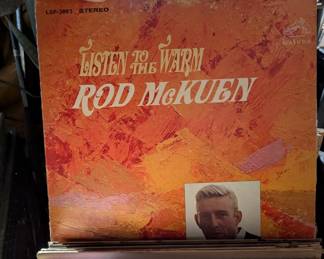 LSP-3863 STEREO
LISTEN TO THE WARM
ROD McKUEN